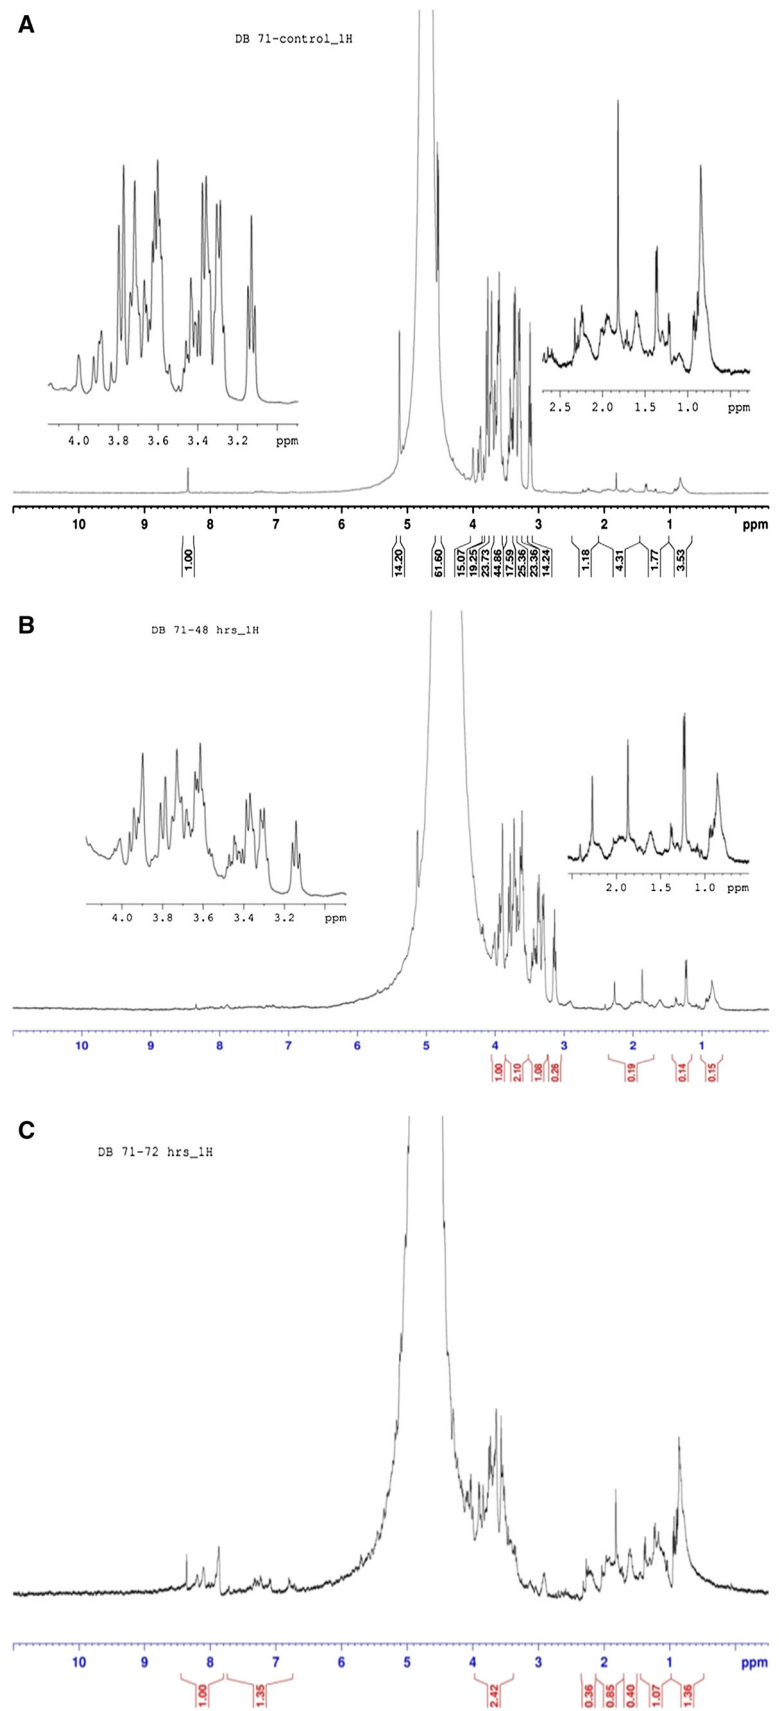 A
DB 71-control_1H
4.0 3.8 3.6 3.4 3.2 ppm
2.5 2.0 1.5 1.0 ppm
10 9 8 7 6 5 4 3 2 1 ppm
1.00 14.20 61.60 15.07 19.25 23.73 44.86 17.59 25.36 23.36 14.24 1.18 4.31 1.77 3.53
B
DB 71-48 hrs_1H
4.0 3.8 3.6 3.4 3.2 ppm
2.0 1.5 1.0 ppm
10 9 8 7 6 5 4 3 2 1 ppm
1.00 2.10 1.08 0.26 0.19 0.14 0.15
C
DB 71-72 hrs_1H
10 9 8 7 6 5 4 3 2 1 ppm
1.00 1.35 2.42 0.36 0.85 0.40 1.07 1.36